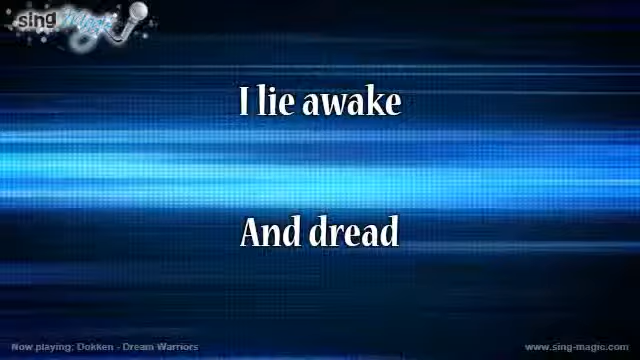 sing Magic
I lie awake
And dread
Now playing: Dokken - Dream Warriors
www.sing-magic.com